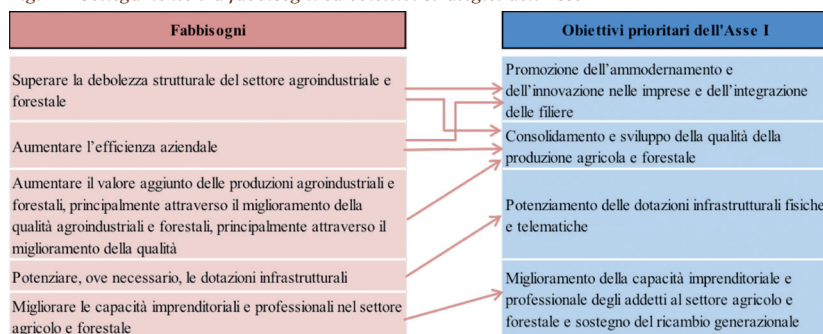 Fabbisogni
Superare la debolezza strutturale del settore agroindustriale e
forestale
Aumentare l'efficienza aziendale
Aumentare il valore aggiunto delle produzioni agroindustriali e
forestali, principalmente attraverso il miglioramento della
qualità agroindustriali e forestali, principalmente attraverso il
miglioramento della qualità
Potenziare, ove necessario, le dotazioni infrastrutturali
Migliorare le capacità imprenditoriali e professionali nel settore
agricolo e forestale
Obiettivi prioritari dell'Asse I
Promozione dell'ammodernamento e
dell'innovazione nelle imprese e dell'integrazione
delle filiere
Consolidamento e sviluppo della qualità della
produzione agricola e forestale
Potenziamento delle dotazioni infrastrutturali fisiche
e telematiche
Miglioramento della capacità imprenditoriale e
professionale degli addetti al settore agricolo e
forestale e sostegno del ricambio generazionale